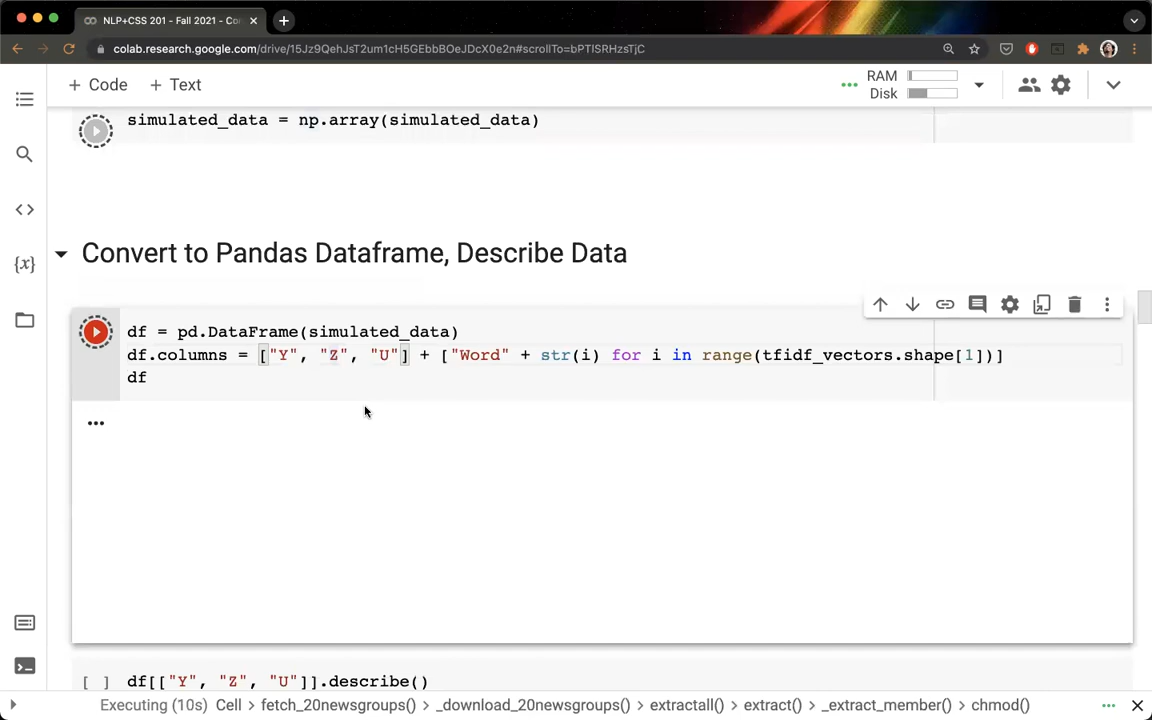 NLP+CSS 201 - Fall 2021 - Co
colab.research.google.com/drive/15Jz9QehJsT2um1cH5GEbbBOeJDcX0e2n#scrollTo=bPTlSRHzsTjC
+ Code + Text
RAM
Disk
simulated_data = np.array(simulated_data)
Convert to Pandas Dataframe, Describe Data
df = pd.DataFrame(simulated_data)
df.columns = ["Y", "Z", "U"] + ["Word" + str(i) for i in range(tfidf_vectors.shape[1])]
df
[ ] df[["Y", "Z", "U"]].describe()
Executing (10s) Cell > fetch_20newsgroups() > _download_20newsgroups() > extractall() > extract() > _extract_member() > chmod()